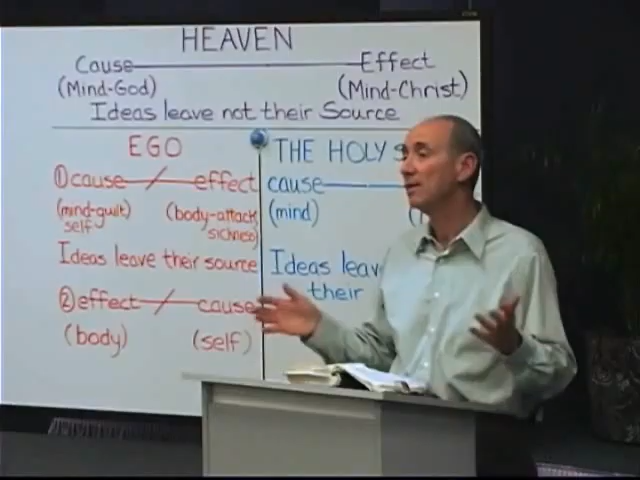 HEAVEN
Cause Effect
(Mind-God) (Mind-Christ)
Ideas leave not their Source
EGO
①cause effect
(mind-guilt) (body-attack,
self sickness)
Ideas leave their source
②effect cause
(body) (self)
THE HOLY S
cause
(mind)
Ideas leav
their